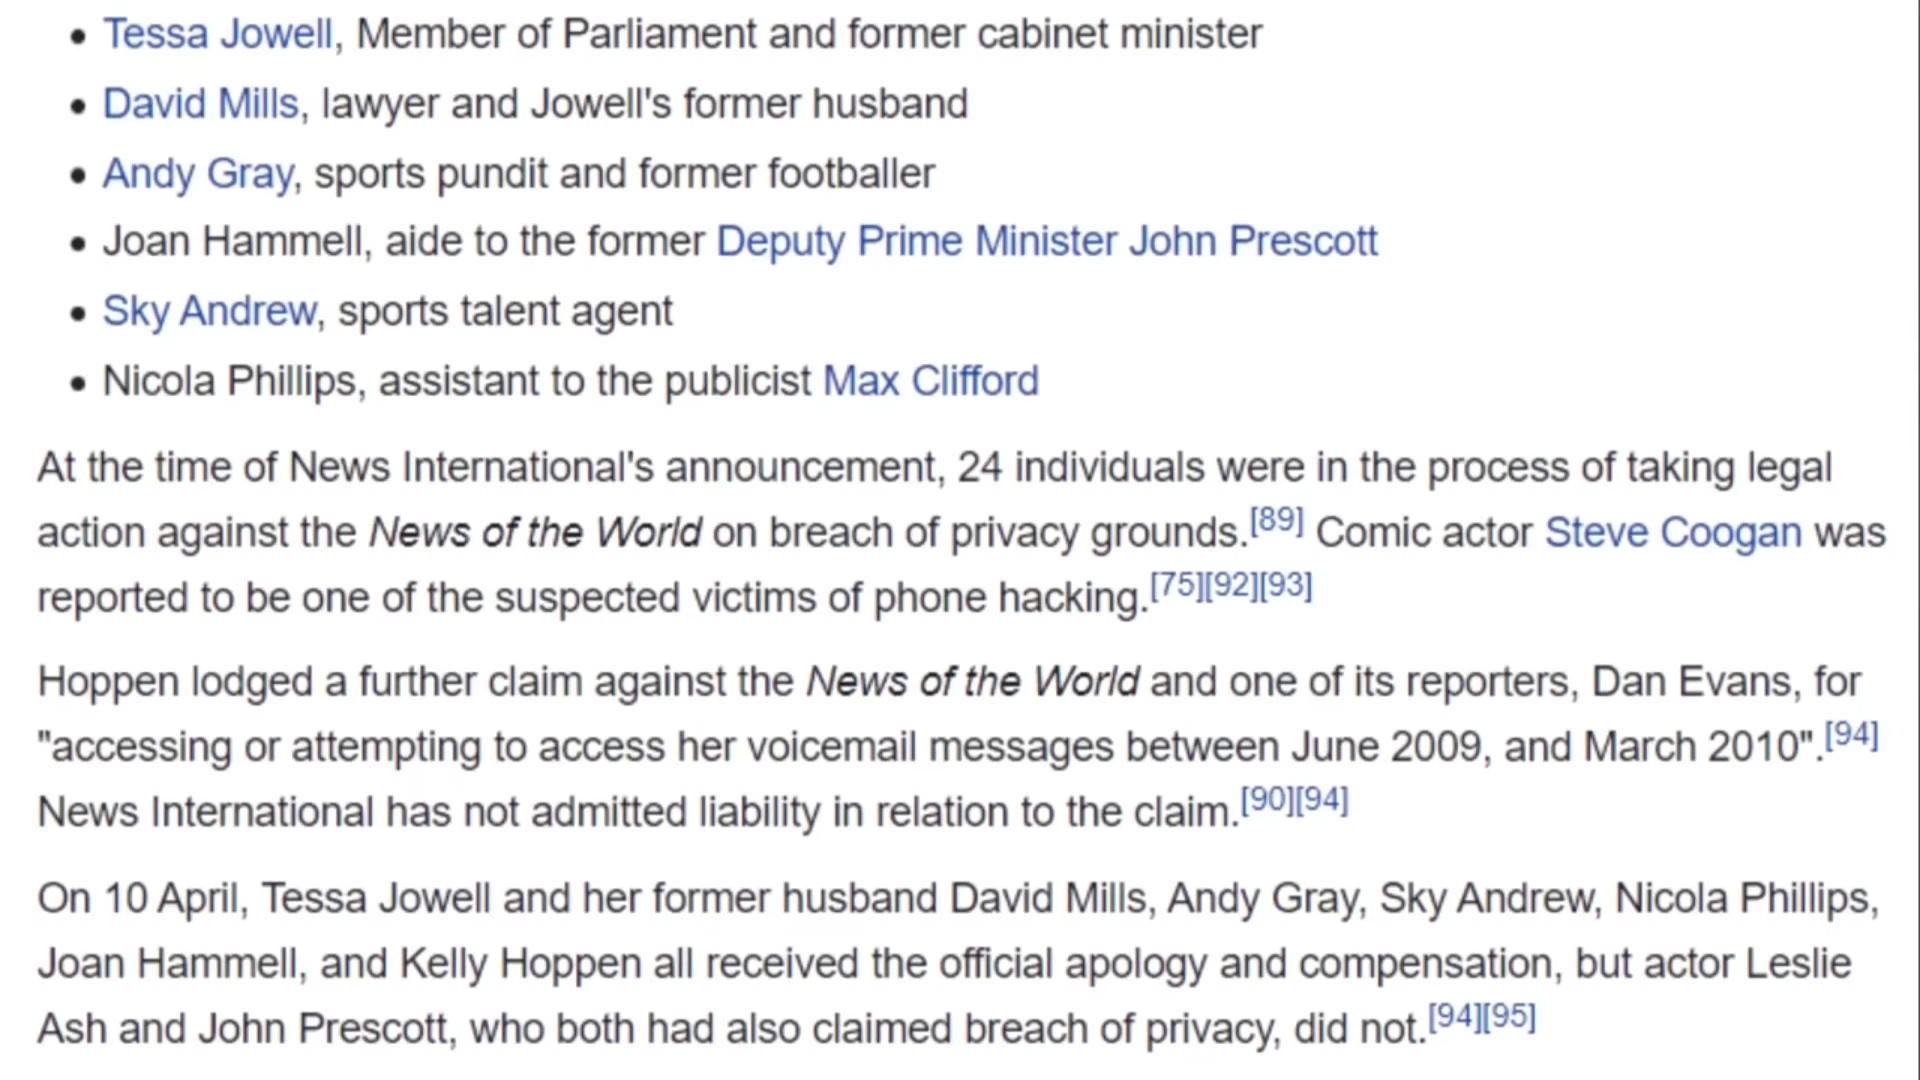 • Tessa Jowell, Member of Parliament and former cabinet minister
• David Mills, lawyer and Jowell's former husband
• Andy Gray, sports pundit and former footballer
• Joan Hammell, aide to the former Deputy Prime Minister John Prescott
• Sky Andrew, sports talent agent
• Nicola Phillips, assistant to the publicist Max Clifford
At the time of News International's announcement, 24 individuals were in the process of taking legal
action against the News of the World on breach of privacy grounds.[89] Comic actor Steve Coogan was
reported to be one of the suspected victims of phone hacking.[75][92][93]
Hoppen lodged a further claim against the News of the World and one of its reporters, Dan Evans, for
"accessing or attempting to access her voicemail messages between June 2009, and March 2010".[94]
News International has not admitted liability in relation to the claim.[90][94]
On 10 April, Tessa Jowell and her former husband David Mills, Andy Gray, Sky Andrew, Nicola Phillips,
Joan Hammell, and Kelly Hoppen all received the official apology and compensation, but actor Leslie
Ash and John Prescott, who both had also claimed breach of privacy, did not.[94][95]